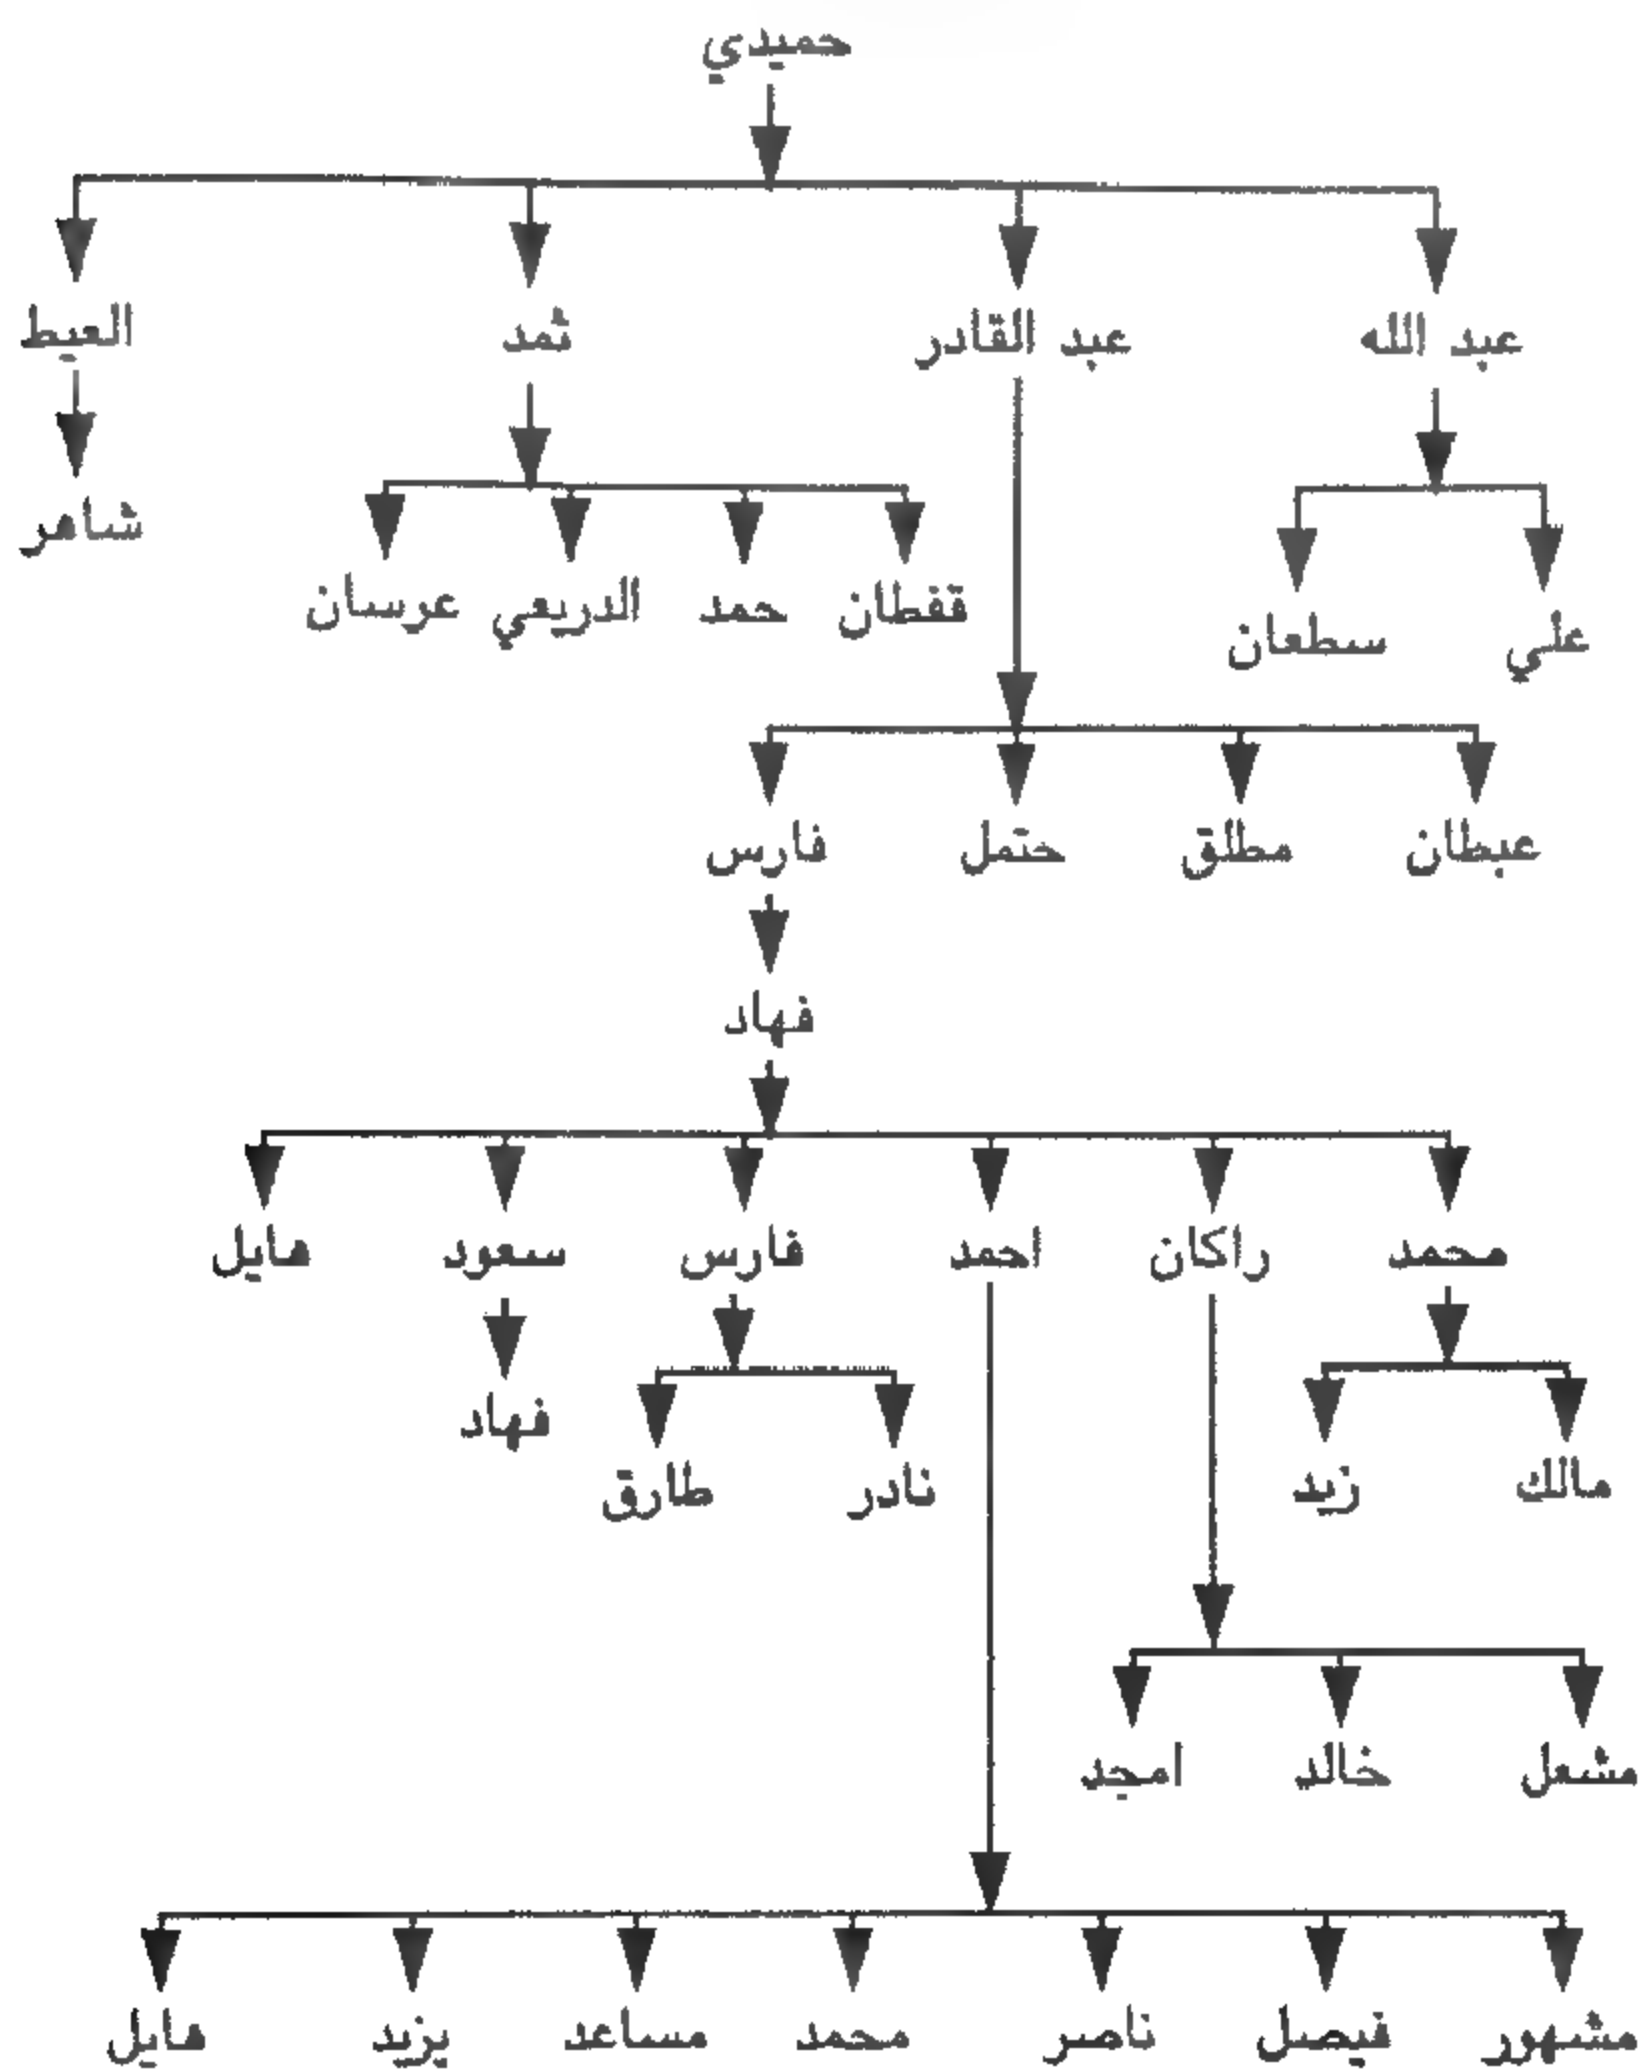 حميدي
عبد الله عبد القادر ثمد العيط
شاهر
قفطان حمد الدريعي عرسان
علي سطعان
عبطان مطلق حتمل فارس
فهاد
محمد راكان احمد فارس سعود هايل
فهاد
مالك زيد نادر طارق
مشعل خالد امجد
مشهور فيصل ناصر محمد مساعد يزيد هايل